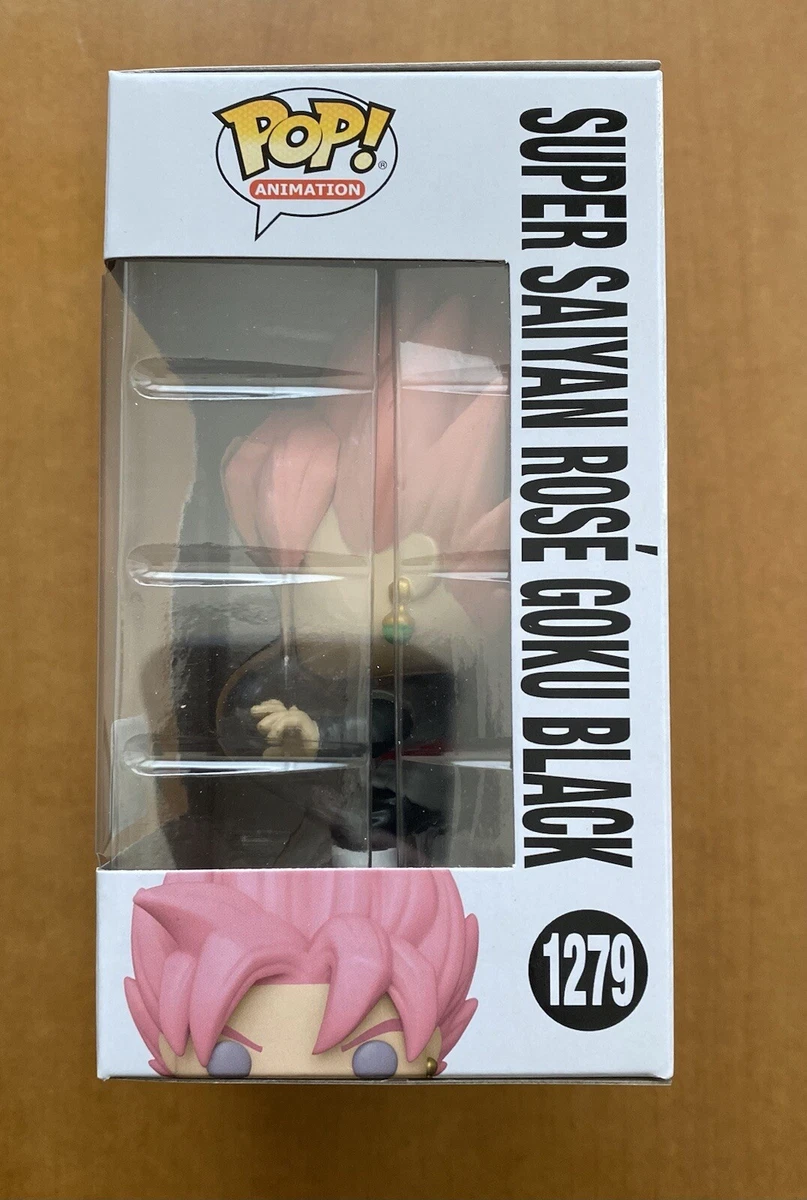 POP!®
ANIMATION
SUPER SAIYAN ROSÉ GOKU BLACK
1279